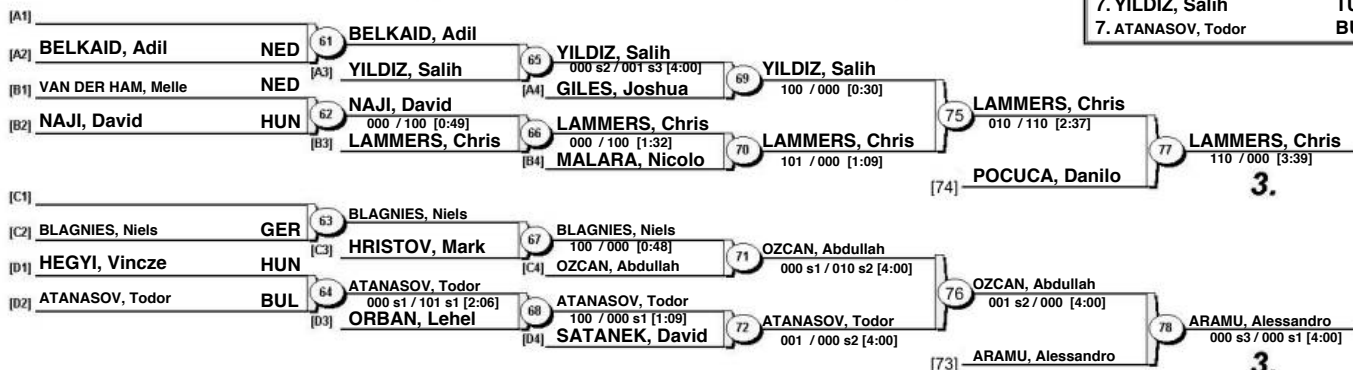 7. YILDIZ, Salih
7. ATANASOV, Todor
[A1]
[A2] BELKAID, Adil NED
61 BELKAID, Adil
[A3] YILDIZ, Salih
65 YILDIZ, Salih
000 s2 / 001 s3 [4:00]
[A4] GILES, Joshua
69 YILDIZ, Salih
100 / 000 [0:30]
[B1] VAN DER HAM, Melle NED
[B2] NAJI, David HUN
62 NAJI, David
000 / 100 [0:49]
[B3] LAMMERS, Chris
66 LAMMERS, Chris
000 / 100 [1:32]
[B4] MALARA, Nicolo
70 LAMMERS, Chris
101 / 000 [1:09]
75 LAMMERS, Chris
010 / 110 [2:37]
[74] POCUCA, Danilo
77 LAMMERS, Chris
110 / 000 [3:39]
3.
[C1]
[C2] BLAGNIES, Niels GER
63 BLAGNIES, Niels
[C3] HRISTOV, Mark
67 BLAGNIES, Niels
100 / 000 [0:48]
[C4] OZCAN, Abdullah
71 OZCAN, Abdullah
000 s1 / 010 s2 [4:00]
[D1] HEGYI, Vincze HUN
[D2] ATANASOV, Todor BUL
64 ATANASOV, Todor
000 s1 / 101 s1 [2:06]
[D3] ORBAN, Lehel
68 ATANASOV, Todor
100 / 000 s1 [1:09]
[D4] SATANEK, David
72 ATANASOV, Todor
001 / 000 s2 [4:00]
76 OZCAN, Abdullah
001 s2 / 000 [4:00]
[73] ARAMU, Alessandro
78 ARAMU, Alessandro
000 s3 / 000 s1 [4:00]
3.